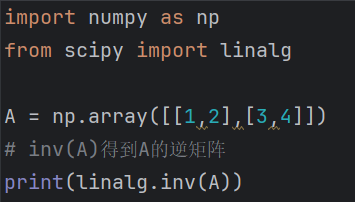 import numpy as np
from scipy import linalg
A = np.array([[1,2],[3,4]])
# inv(A)得到A的逆矩阵
print(linalg.inv(A))